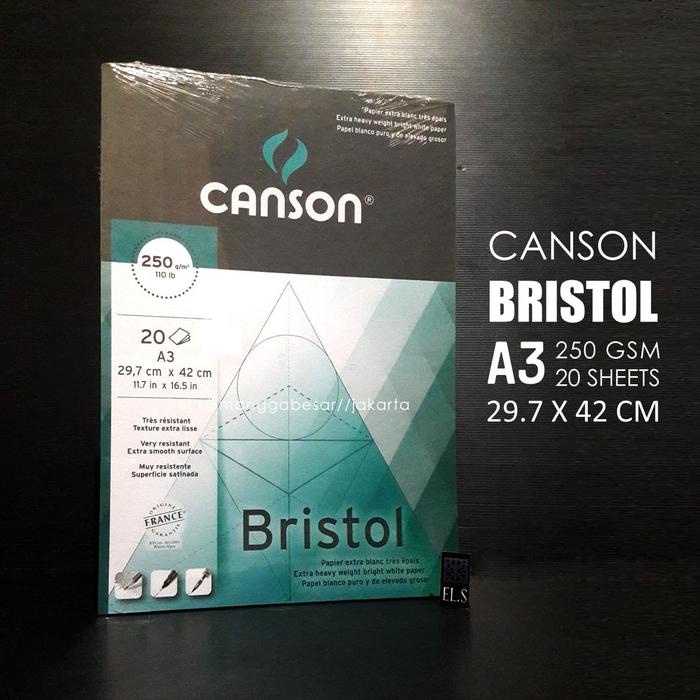 Papier extra blanc très épais
Extra heavy weight bright white paper
Papel blanco puro y de elevado grosor
CANSON®
250 g/m²
110 lb
20
A3
29,7 cm x 42 cm
11.7 in x 16.5 in
manggabesar//jakarta
Très résistant
Texture extra lisse
Very resistant
Extra smooth surface
Muy resistente
Superficie satinada
ORIGINE
FRANCE
GARANTIE
Bristol
Papier extra blanc très épais
Extra heavy weight bright white paper
Papel blanco puro y de elevado grosor
EL.S
CANSON
BRISTOL
A3 250 GSM
20 SHEETS
29.7 X 42 CM